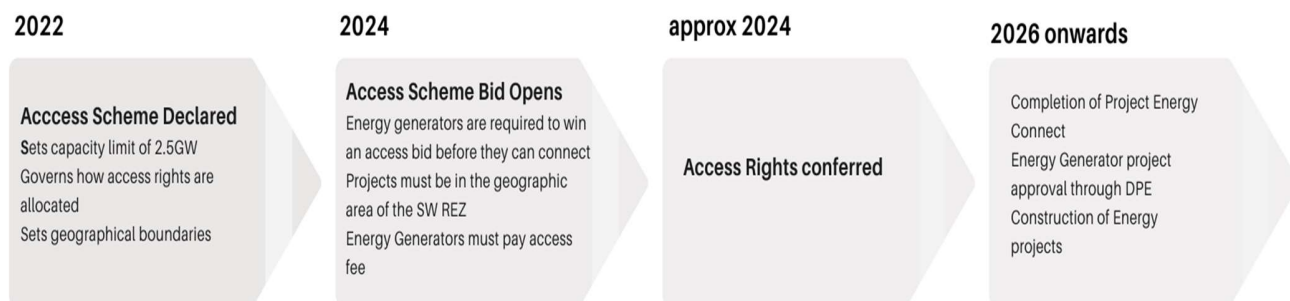 2022
Acccess Scheme Declared
Sets capacity limit of 2.5GW
Governs how access rights are
allocated
Sets geographical boundaries
2024
Access Scheme Bid Opens
Energy generators are required to win
an access bid before they can connect
Projects must be in the geographic
area of the SW REZ
Energy Generators must pay access
fee
approx 2024
Access Rights conferred
2026 onwards
Completion of Project Energy
Connect
Energy Generator project
approval through DPE
Construction of Energy
projects